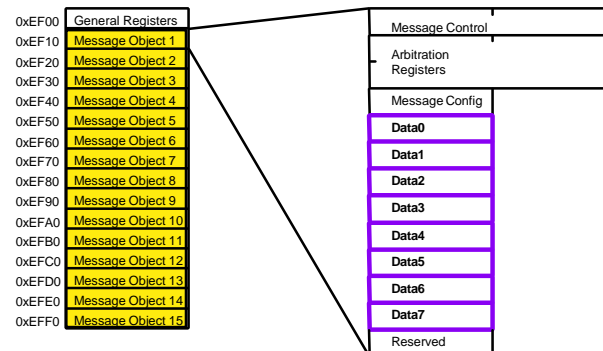 0xEF00 General Registers
0xEF10 Message Object 1
0xEF20 Message Object 2
0xEF30 Message Object 3
0xEF40 Message Object 4
0xEF50 Message Object 5
0xEF60 Message Object 6
0xEF70 Message Object 7
0xEF80 Message Object 8
0xEF90 Message Object 9
0xEFA0 Message Object 10
0xEFB0 Message Object 11
0xEFC0 Message Object 12
0xEFD0 Message Object 13
0xEFE0 Message Object 14
0xEFF0 Message Object 15
Message Control
Arbitration
Registers
Message Config
Data0
Data1
Data2
Data3
Data4
Data5
Data6
Data7
Reserved